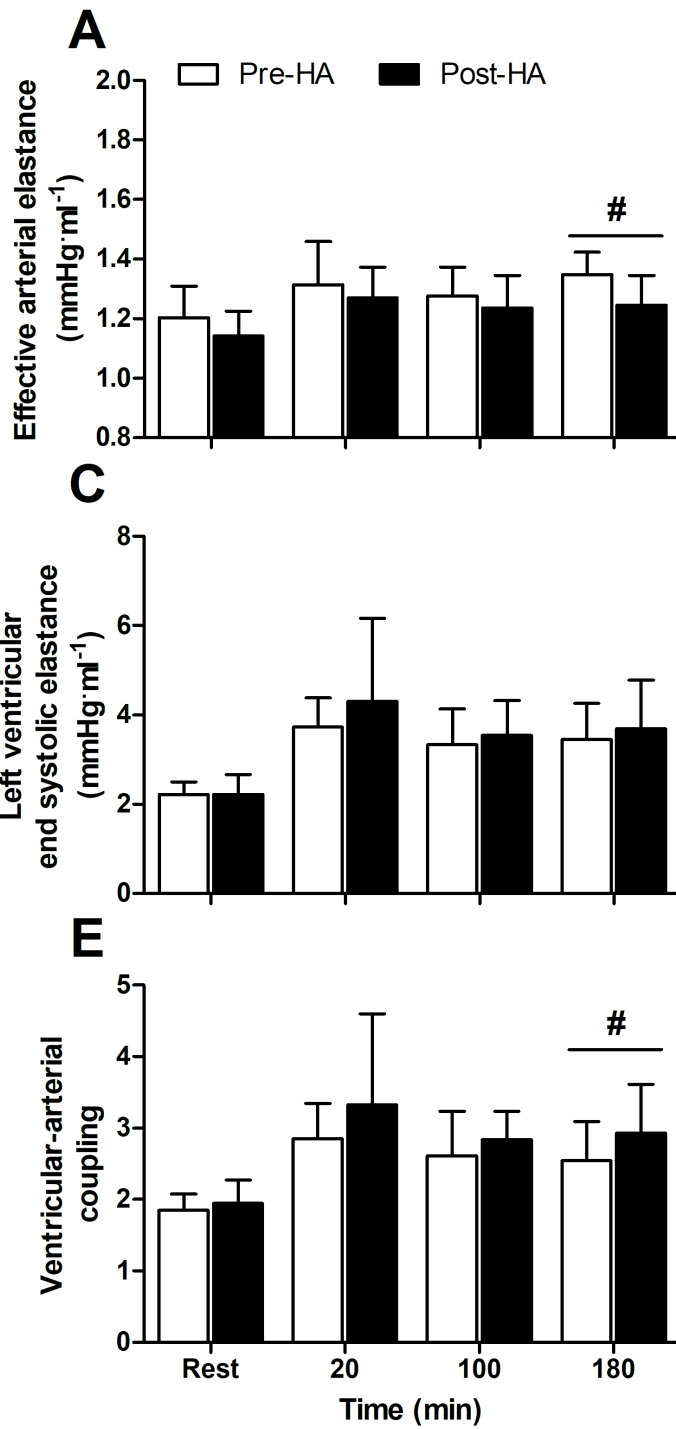 A
Pre-HA Post-HA
Effective arterial elastance
(mmHg·ml⁻¹)
2.0
1.8
1.6
1.4
1.2
1.0
0.8
#
C
Left ventricular
end systolic elastance
(mmHg·ml⁻¹)
8
6
4
2
0
E
Ventricular-arterial
coupling
5
4
3
2
1
0
#
Rest 20 100 180
Time (min)